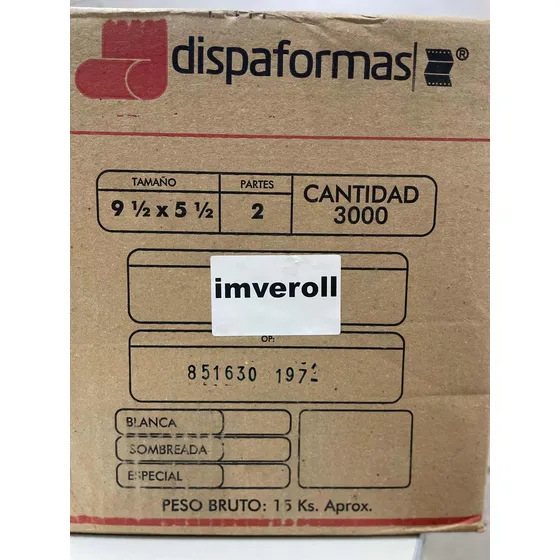 dispaformas ®
TAMAÑO PARTES CANTIDAD
9 ½ x 5 ½ 2 3000
imveroll
OP:
851630
BLANCA
SOMBREADA
ESPECIAL
PESO BRUTO: 15 Ks. Aprox.